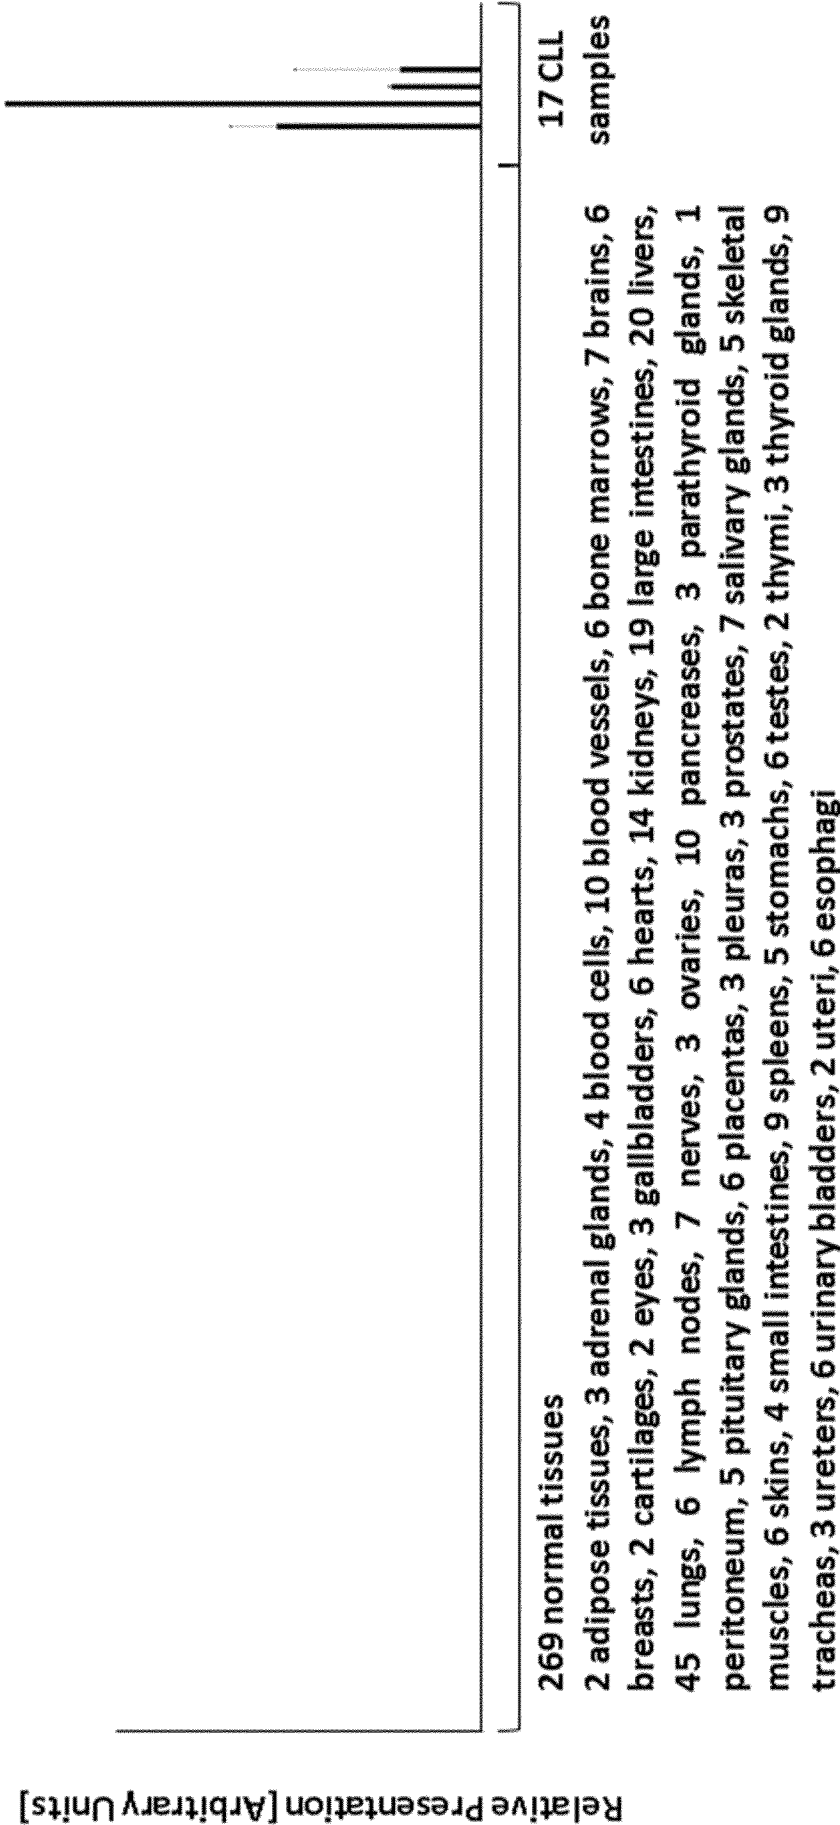 Relative Presentation [Arbitrary Units]
269 normal tissues
17 CLL
samples
2 adipose tissues, 3 adrenal glands, 4 blood cells, 10 blood vessels, 6 bone marrows, 7 brains, 6
breasts, 2 cartilages, 2 eyes, 3 gallbladders, 6 hearts, 14 kidneys, 19 large intestines, 20 livers,
45 lungs, 6 lymph nodes, 7 nerves, 3 ovaries, 10 pancreases, 3 parathyroid glands, 1
peritoneum, 5 pituitary glands, 6 placentas, 3 pleuras, 3 prostates, 7 salivary glands, 5 skeletal
muscles, 6 skins, 4 small intestines, 9 spleens, 5 stomachs, 6 testes, 2 thymi, 3 thyroid glands, 9
tracheas, 3 ureters, 6 urinary bladders, 2 uteri, 6 esophagi